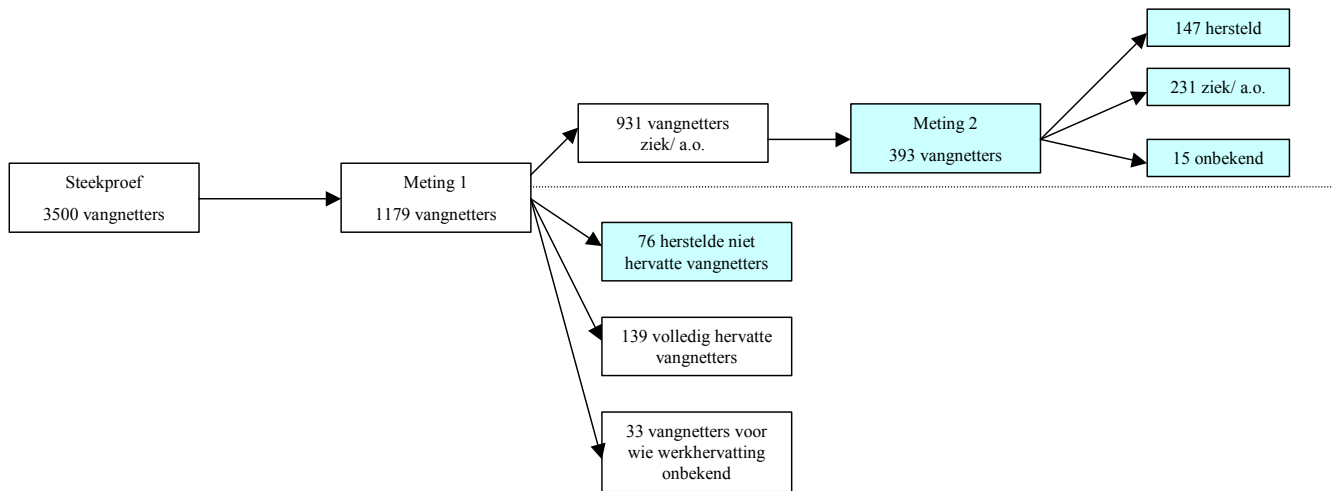 Steekproef
3500 vangnetters
Meting 1
1179 vangnetters
931 vangnetters
ziek/ a.o.
Meting 2
393 vangnetters
147 hersteld
231 ziek/ a.o.
15 onbekend
76 herstelde niet
hervatte vangnetters
139 volledig hervatte
vangnetters
33 vangnetters voor
wie werkhervatting
onbekend